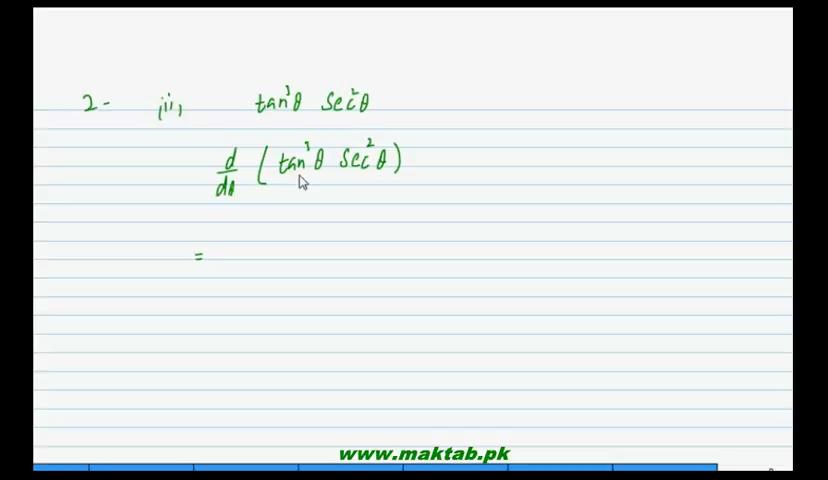 2- ii, tan³θ sec²θ
d/dθ (tan³θ sec²θ)
=
www.maktab.pk